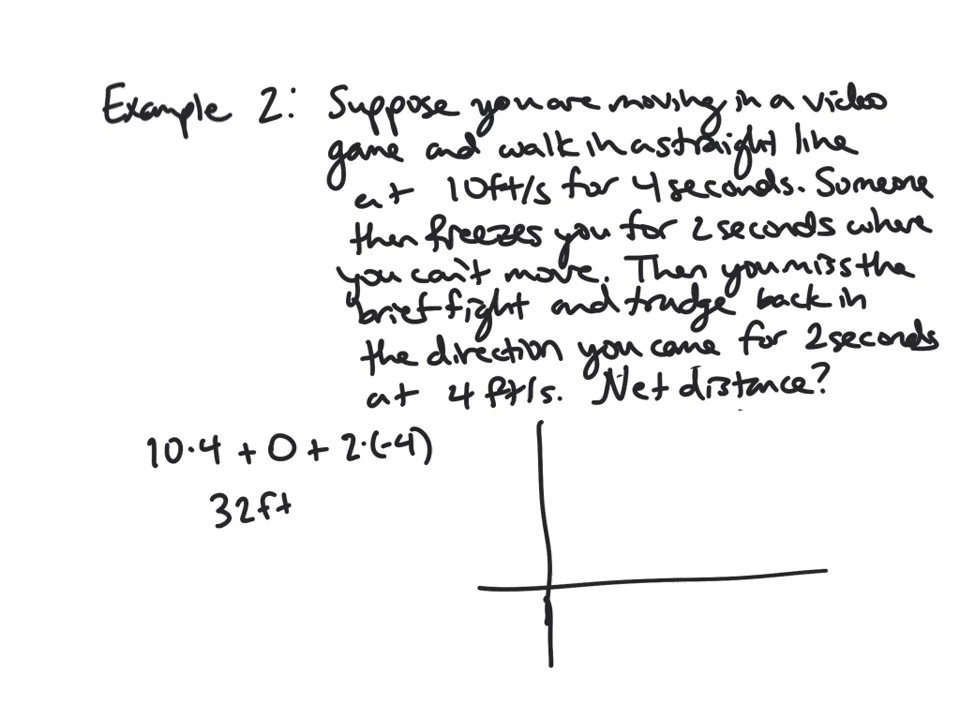 Example 2: Suppose you are moving in a video
game and walk in a straight line
at 10ft/s for 4 seconds. Someone
then freezes you for 2 seconds where
you can't move. Then you miss the
brief fight and trudge back in
the direction you came for 2 seconds
at 4 ft/s. Net distance?
10·4 + 0 + 2·(-4)
32ft